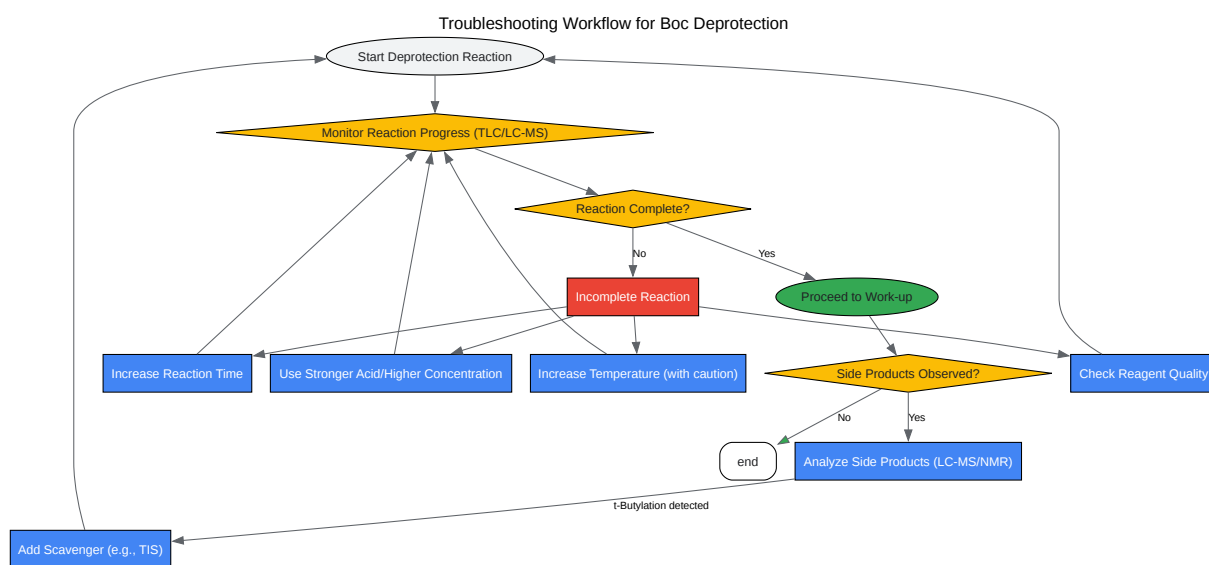 Troubleshooting Workflow for Boc Deprotection
Start Deprotection Reaction
Monitor Reaction Progress (TLC/LC-MS)
Reaction Complete?
No
Yes
Incomplete Reaction
Proceed to Work-up
Increase Reaction Time
Use Stronger Acid/Higher Concentration
Increase Temperature (with caution)
Side Products Observed?
Check Reagent Quality
No
Yes
end
Analyze Side Products (LC-MS/NMR)
t-Butylation detected
Add Scavenger (e.g., TIS)